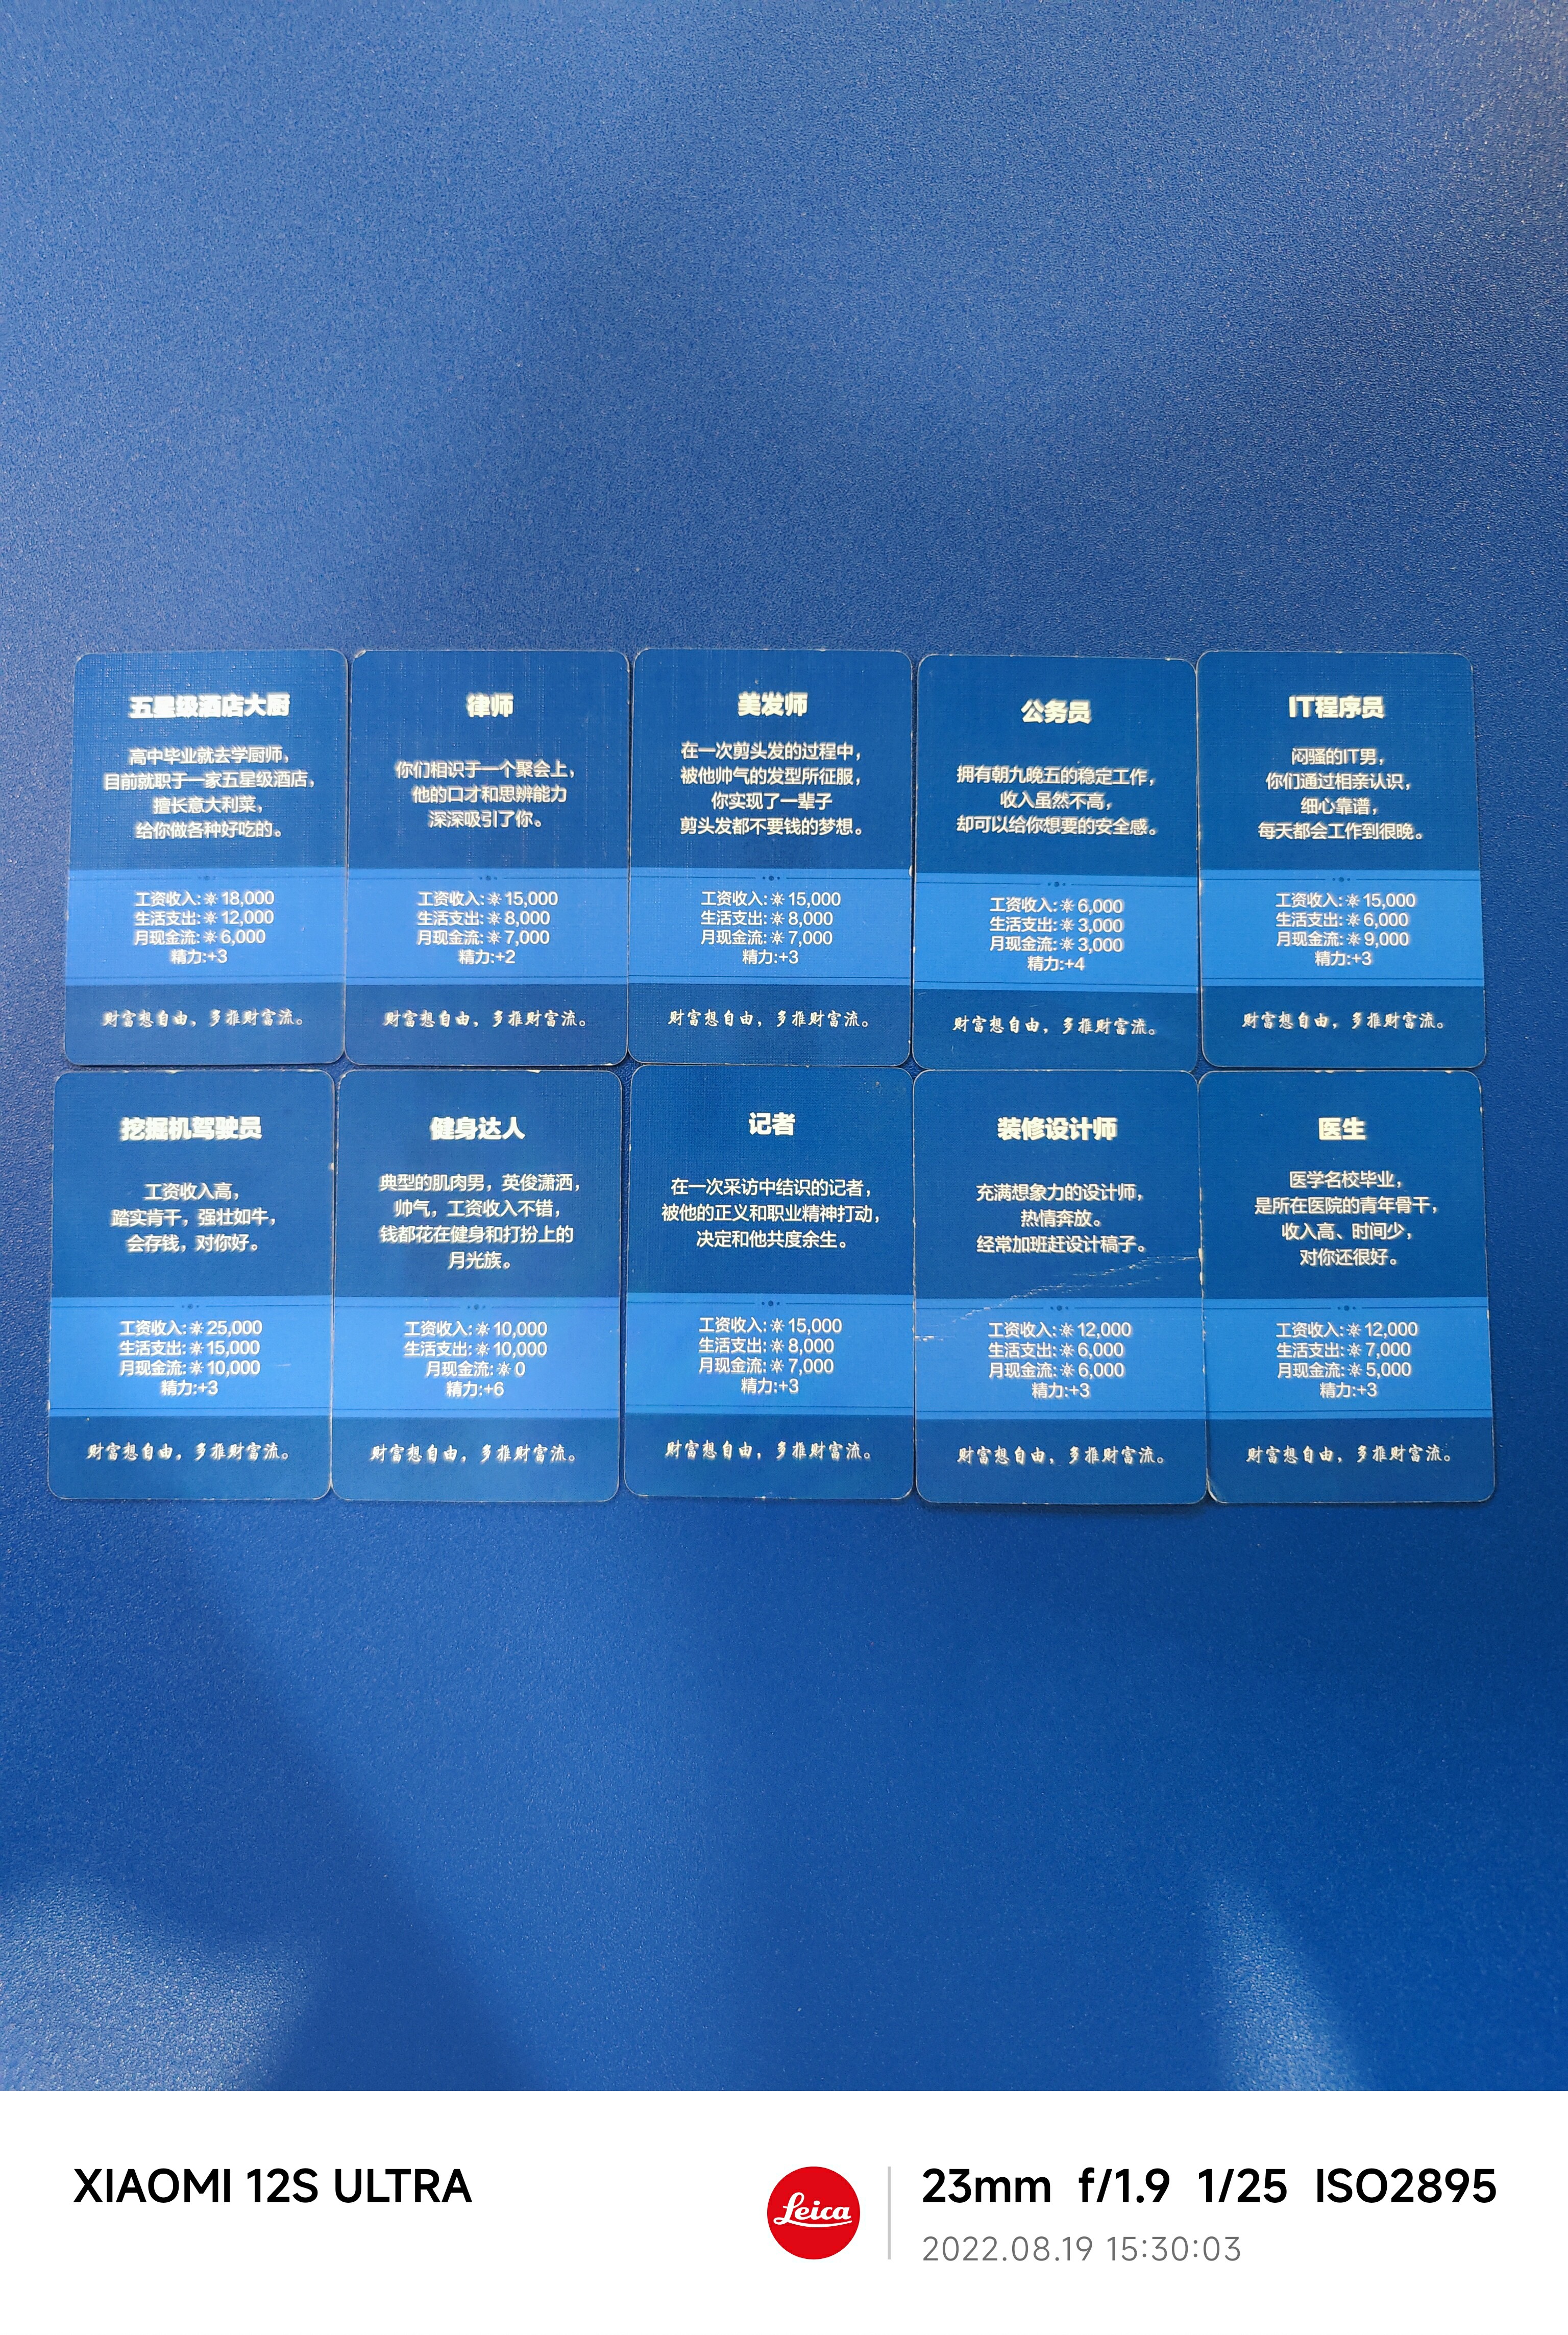 五星级酒店大厨
高中毕业就去学厨师，
目前就职于一家五星级酒店，
擅长意大利菜，
给你做各种好吃的。
工资收入:☀18,000
生活支出:☀12,000
月现金流:☀6,000
精力:+3
财富想自由，多推财富流。
律师
你们相识于一个聚会上，
他的口才和思辨能力
深深吸引了你。
工资收入:☀15,000
生活支出:☀8,000
月现金流:☀7,000
精力:+2
财富想自由，多推财富流。
美发师
在一次剪头发的过程中，
被他帅气的发型所征服，
你实现了一辈子
剪头发都不要钱的梦想。
工资收入:☀15,000
生活支出:☀8,000
月现金流:☀7,000
精力:+3
财富想自由，多推财富流。
公务员
拥有朝九晚五的稳定工作，
收入虽然不高，
却可以给你想要的安全感。
工资收入:☀6,000
生活支出:☀3,000
月现金流:☀3,000
精力:+4
财富想自由，多推财富流。
IT程序员
闷骚的IT男，
你们通过相亲认识，
细心靠谱，
每天都会工作到很晚。
工资收入:☀15,000
生活支出:☀6,000
月现金流:☀9,000
精力:+3
财富想自由，多推财富流。
挖掘机驾驶员
工资收入高，
踏实肯干，强壮如牛，
会存钱，对你好。
工资收入:☀25,000
生活支出:☀15,000
月现金流:☀10,000
精力:+3
财富想自由，多推财富流。
健身达人
典型的肌肉男，英俊潇洒，
帅气，工资收入不错，
钱都花在健身和打扮上的
月光族。
工资收入:☀10,000
生活支出:☀10,000
月现金流:☀0
精力:+6
财富想自由，多推财富流。
记者
在一次采访中结识的记者，
被他的正义和职业精神打动，
决定和他共度余生。
工资收入:☀15,000
生活支出:☀8,000
月现金流:☀7,000
精力:+3
财富想自由，多推财富流。
装修设计师
充满想象力的设计师，
热情奔放。
经常加班赶设计稿子。
工资收入:☀12,000
生活支出:☀6,000
月现金流:☀6,000
精力:+3
财富想自由，多推财富流。
医生
医学名校毕业，
是所在医院的青年骨干，
收入高、时间少，
对你还很好。
工资收入:☀12,000
生活支出:☀7,000
月现金流:☀5,000
精力:+3
财富想自由，多推财富流。
XIAOMI 12S ULTRA
Leica
23mm f/1.9 1/25 ISO2895
2022.08.19 15:30:03